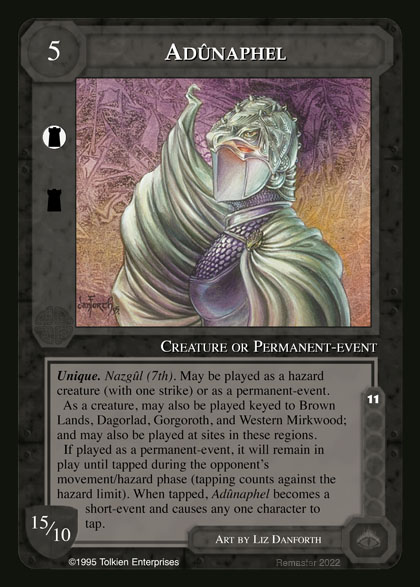 5
ADÛNAPHEL
DANFORTH
CREATURE OR PERMANENT-EVENT
Unique. Nazgûl (7th). May be played as a hazard
creature (with one strike) or as a permanent-event.
As a creature, may also be played keyed to Brown
Lands, Dagorlad, Gorgoroth, and Western Mirkwood;
and may also be played at sites in these regions.
If played as a permanent-event, it will remain in
play until tapped during the opponent's
movement/hazard phase (tapping counts against the
hazard limit). When tapped, Adûnaphel becomes a
short-event and causes any one character to
tap.
11
15/10
ART BY LIZ DANFORTH
©1995 Tolkien Enterprises
Remaster 2022